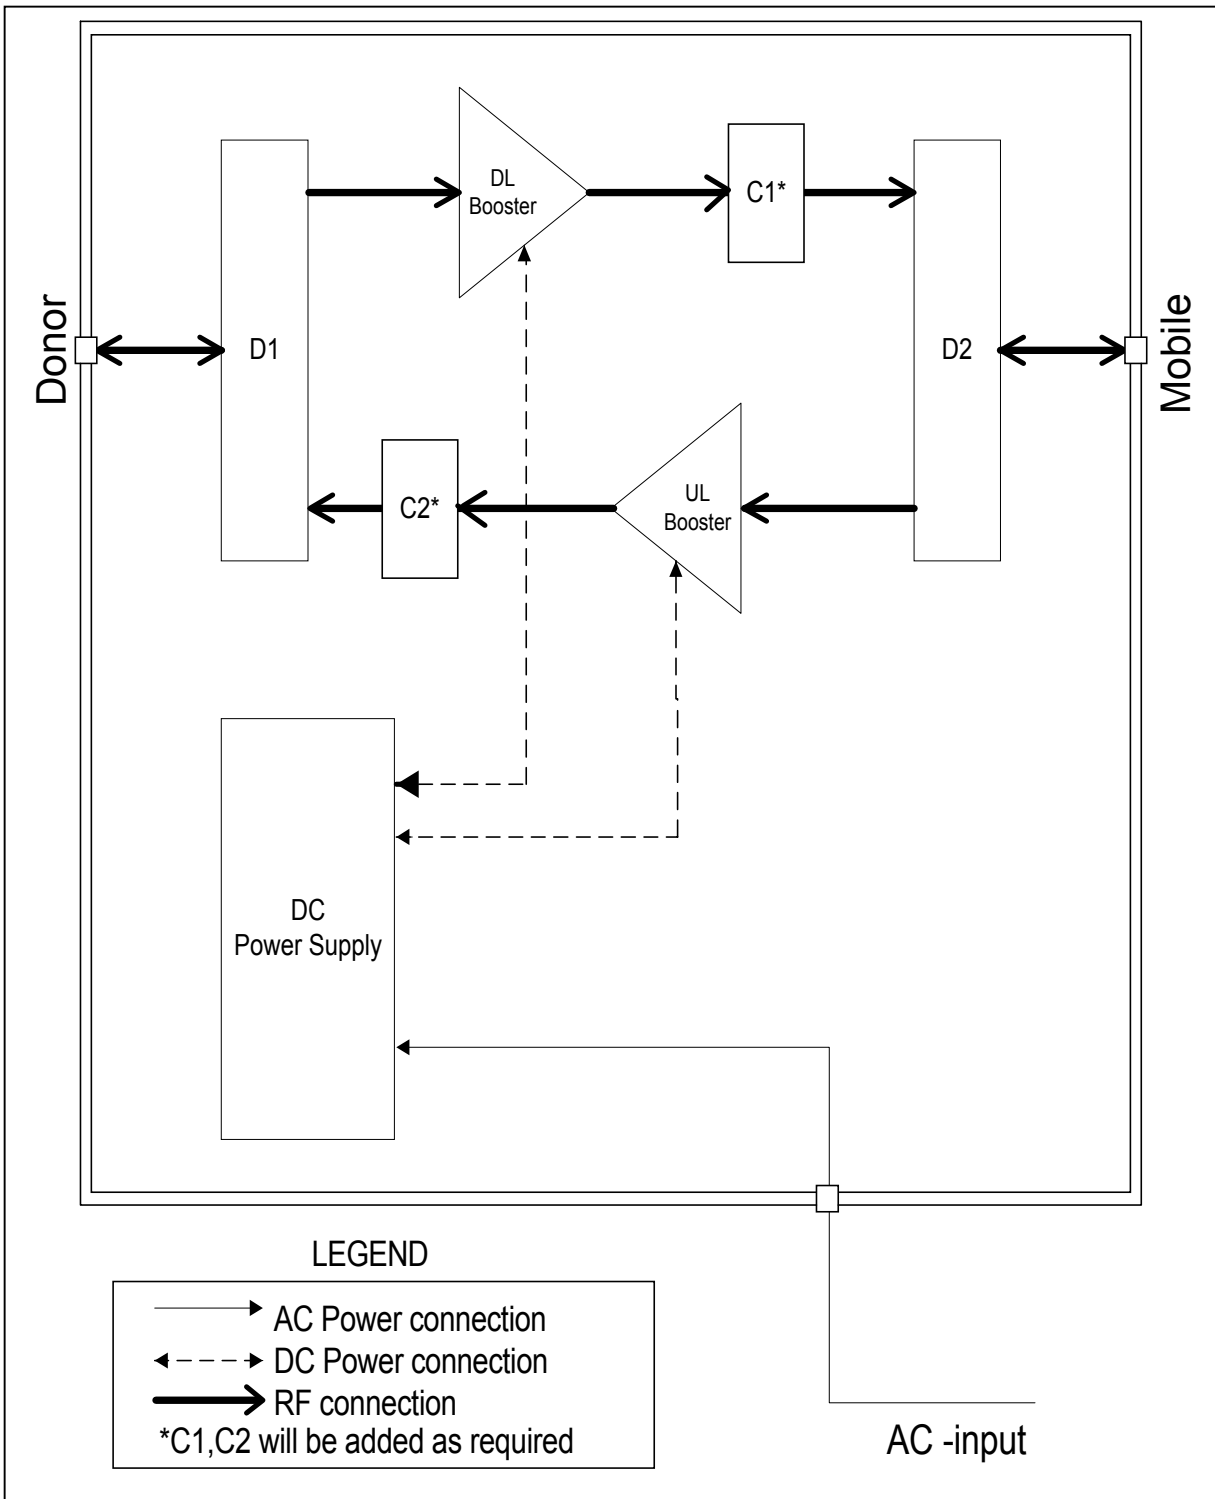 DL
Booster
C1*
Donor
D1
D2
Mobile
C2*
UL
Booster
DC
Power Supply
LEGEND
AC Power connection
DC Power connection
RF connection
*C1,C2 will be added as required
AC -input